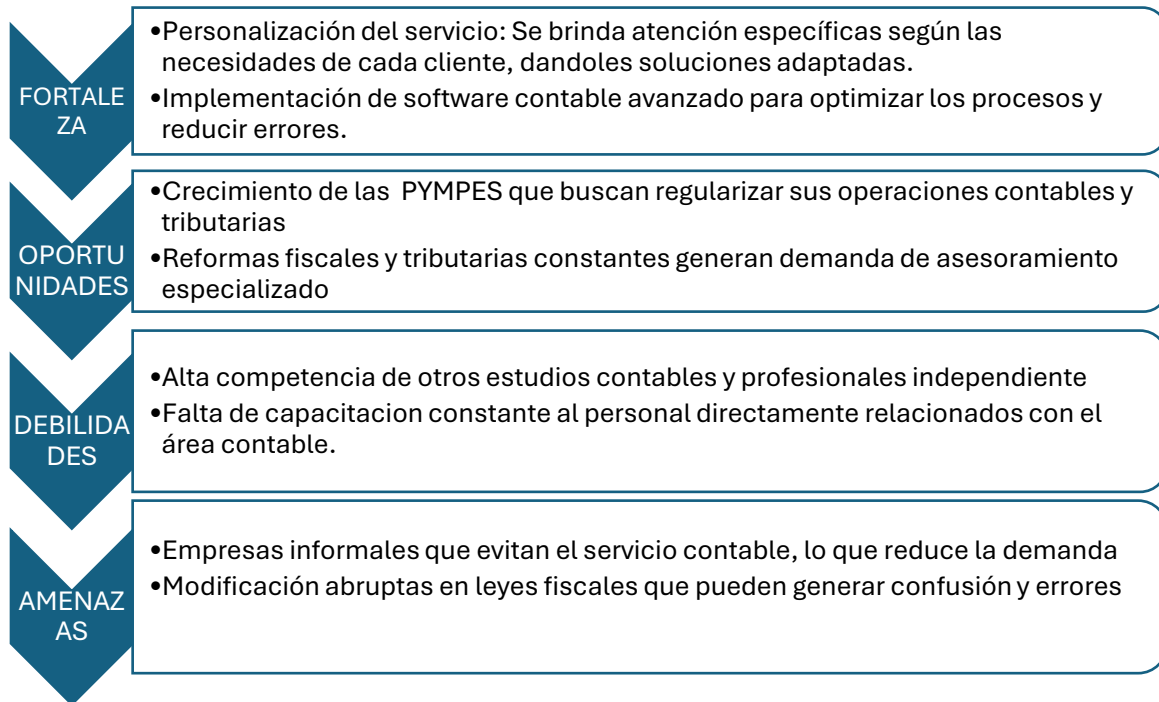 FORTALE
ZA
•Personalización del servicio: Se brinda atención específicas según las
necesidades de cada cliente, dandoles soluciones adaptadas.
•Implementación de software contable avanzado para optimizar los procesos y
reducir errores.
OPORTU
NIDADES
•Crecimiento de las  PYMPES que buscan regularizar sus operaciones contables y
tributarias
•Reformas fiscales y tributarias constantes generan demanda de asesoramiento
especializado
DEBILIDA
DES
•Alta competencia de otros estudios contables y profesionales independiente
•Falta de capacitacion constante al personal directamente relacionados con el
área contable.
AMENAZ
AS
•Empresas informales que evitan el servicio contable, lo que reduce la demanda
•Modificación abruptas en leyes fiscales que pueden generar confusión y errores